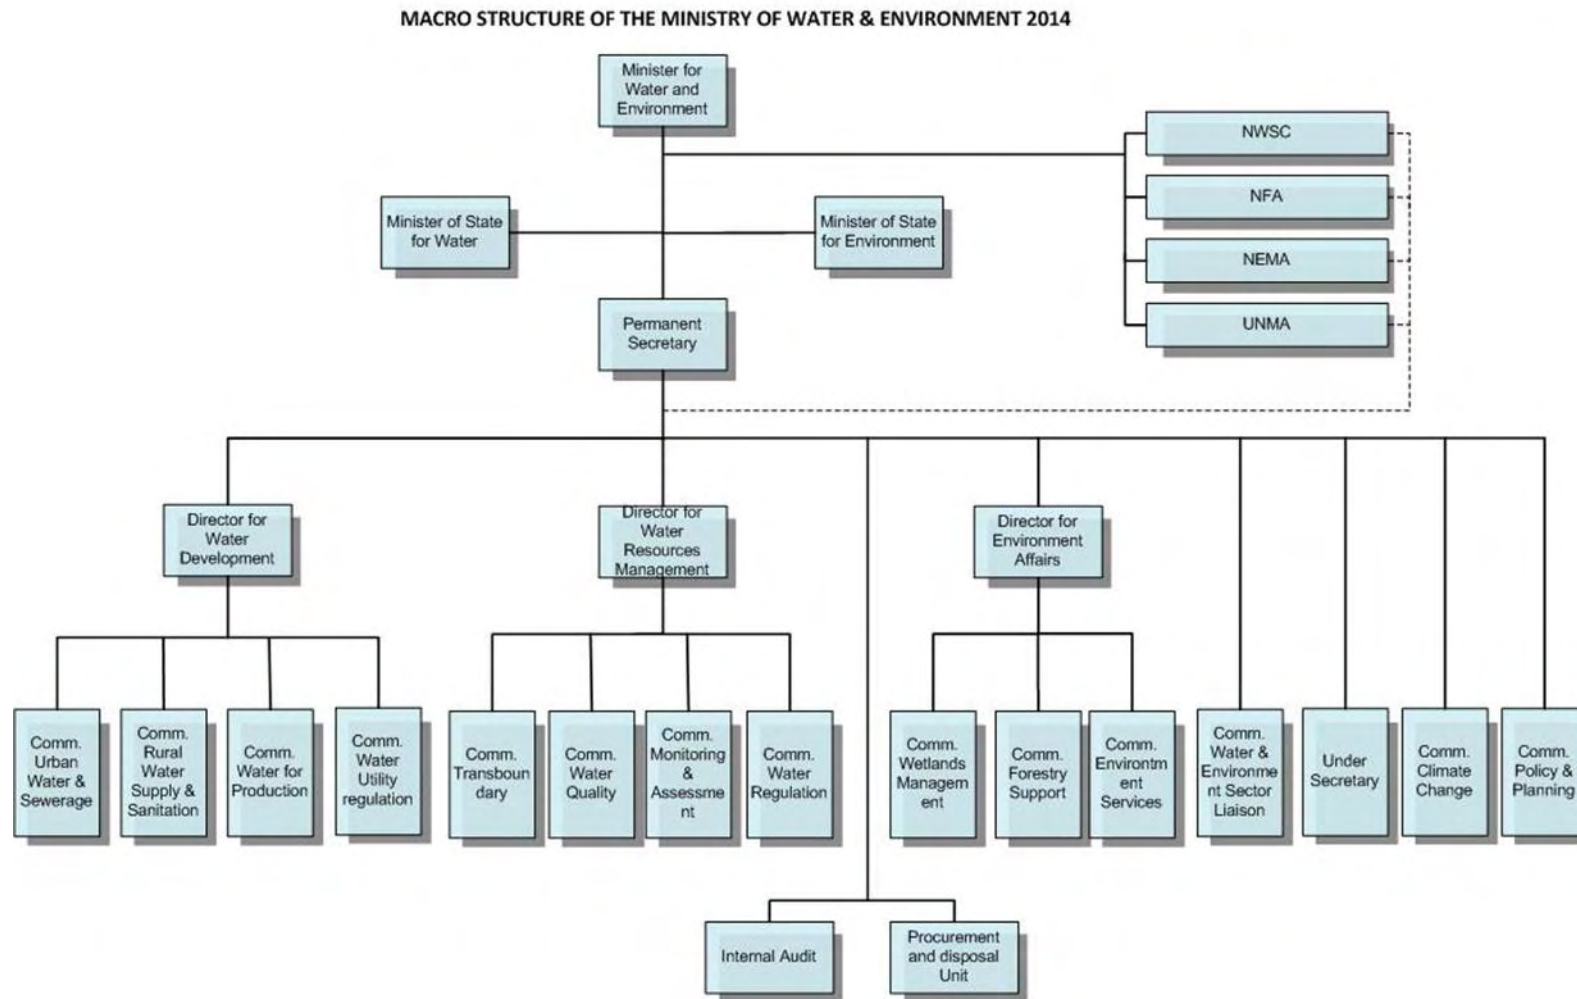 MACRO STRUCTURE OF THE MINISTRY OF WATER & ENVIRONMENT 2014
Minister for
Water and
Environment
NWSC
NFA
NEMA
UNMA
Minister of State
for Water
Minister of State
for Environment
Permanent
Secretary
Director for
Water
Development
Director for
Water
Resources
Management
Director for
Environment
Affairs
Comm.
Urban
Water &
Sewerage
Comm.
Rural
Water
Supply &
Sanitation
Comm.
Water for
Production
Comm.
Water
Utility
regulation
Comm.
Transboun
dary
Comm.
Water
Quality
Comm.
Monitoring
&
Assessme
nt
Comm.
Water
Regulation
Comm.
Wetlands
Managem
ent
Comm.
Forestry
Support
Comm.
Environtm
ent
Services
Comm.
Water &
Environme
nt Sector
Liaison
Under
Secretary
Comm.
Climate
Change
Comm.
Policy &
Planning
Internal Audit
Procurement
and disposal
Unit